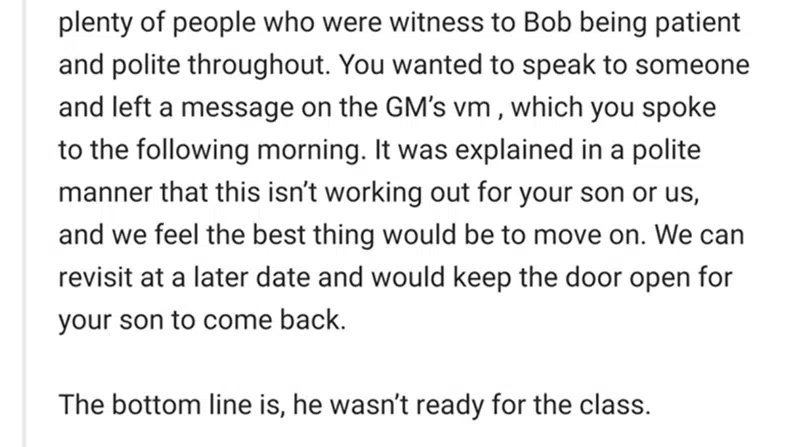 plenty of people who were witness to Bob being patient
and polite throughout. You wanted to speak to someone
and left a message on the GM's vm , which you spoke
to the following morning. It was explained in a polite
manner that this isn't working out for your son or us,
and we feel the best thing would be to move on. We can
revisit at a later date and would keep the door open for
your son to come back.
The bottom line is, he wasn't ready for the class.